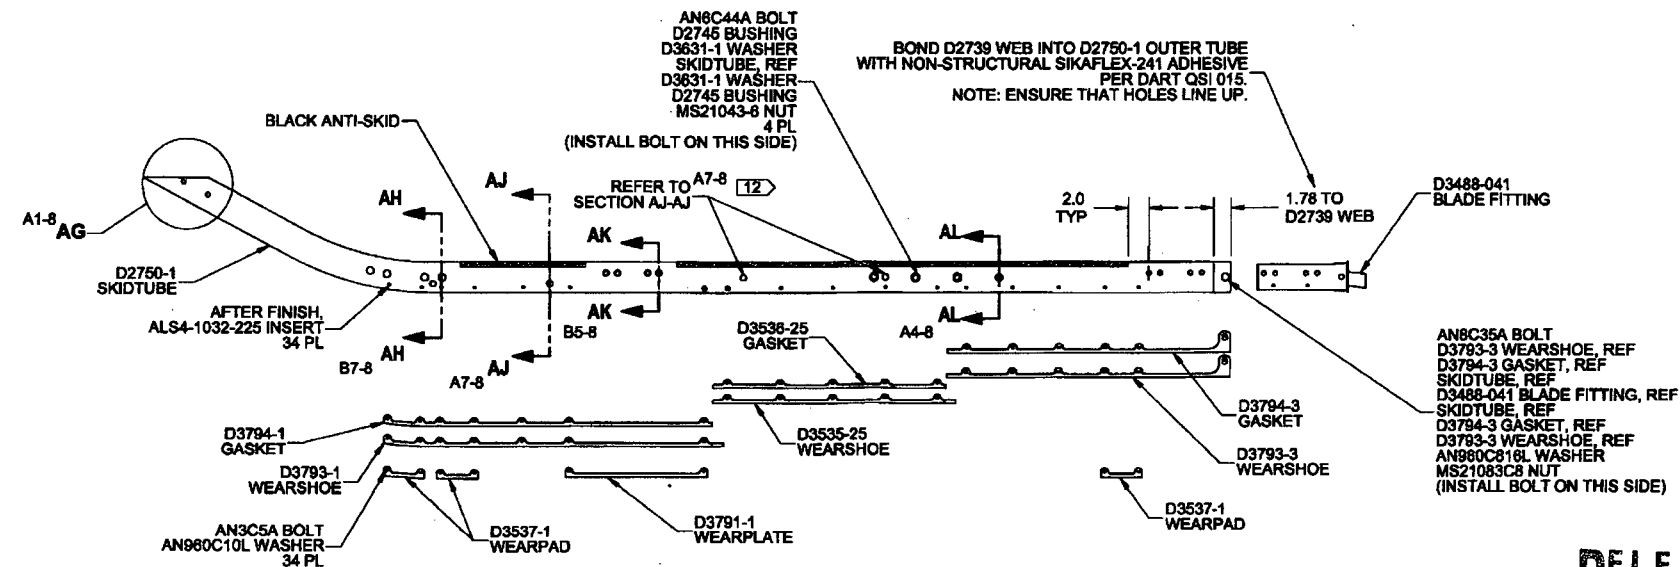 AN6C44A BOLT
D2745 BUSHING
D3631-1 WASHER
SKIDTUBE, REF
D3631-1 WASHER
D2745 BUSHING
MS21043-6 NUT
4 PL
(INSTALL BOLT ON THIS SIDE)
BOND D2739 WEB INTO D2750-1 OUTER TUBE
WITH NON-STRUCTURAL SIKAFLEX-241 ADHESIVE
PER DART QSI 015.
NOTE: ENSURE THAT HOLES LINE UP.
BLACK ANTI-SKID
REFER TO
SECTION AJ-AJ
A7-8
12
2.0
TYP
1.78 TO
D2739 WEB
D3488-041
BLADE FITTING
A1-8
AG
AH
AJ
AK
AL
D2750-1
SKIDTUBE
AFTER FINISH,
ALS4-1032-225 INSERT
34 PL
B7-8
AH
A7-8
AJ
B5-8
AK
A4-8
AL
D3536-25
GASKET
D3535-25
WEARSHOE
D3794-3
GASKET
D3793-3
WEARSHOE
AN8C35A BOLT
D3793-3 WEARSHOE, REF
D3794-3 GASKET, REF
SKIDTUBE, REF
D3488-041 BLADE FITTING, REF
SKIDTUBE, REF
D3794-3 GASKET, REF
D3793-3 WEARSHOE, REF
AN960C816L WASHER
MS21083C8 NUT
(INSTALL BOLT ON THIS SIDE)
D3794-1
GASKET
D3793-1
WEARSHOE
AN3C5A BOLT
AN960C10L WASHER
34 PL
D3537-1
WEARPAD
D3791-1
WEARPLATE
D3537-1
WEARPAD